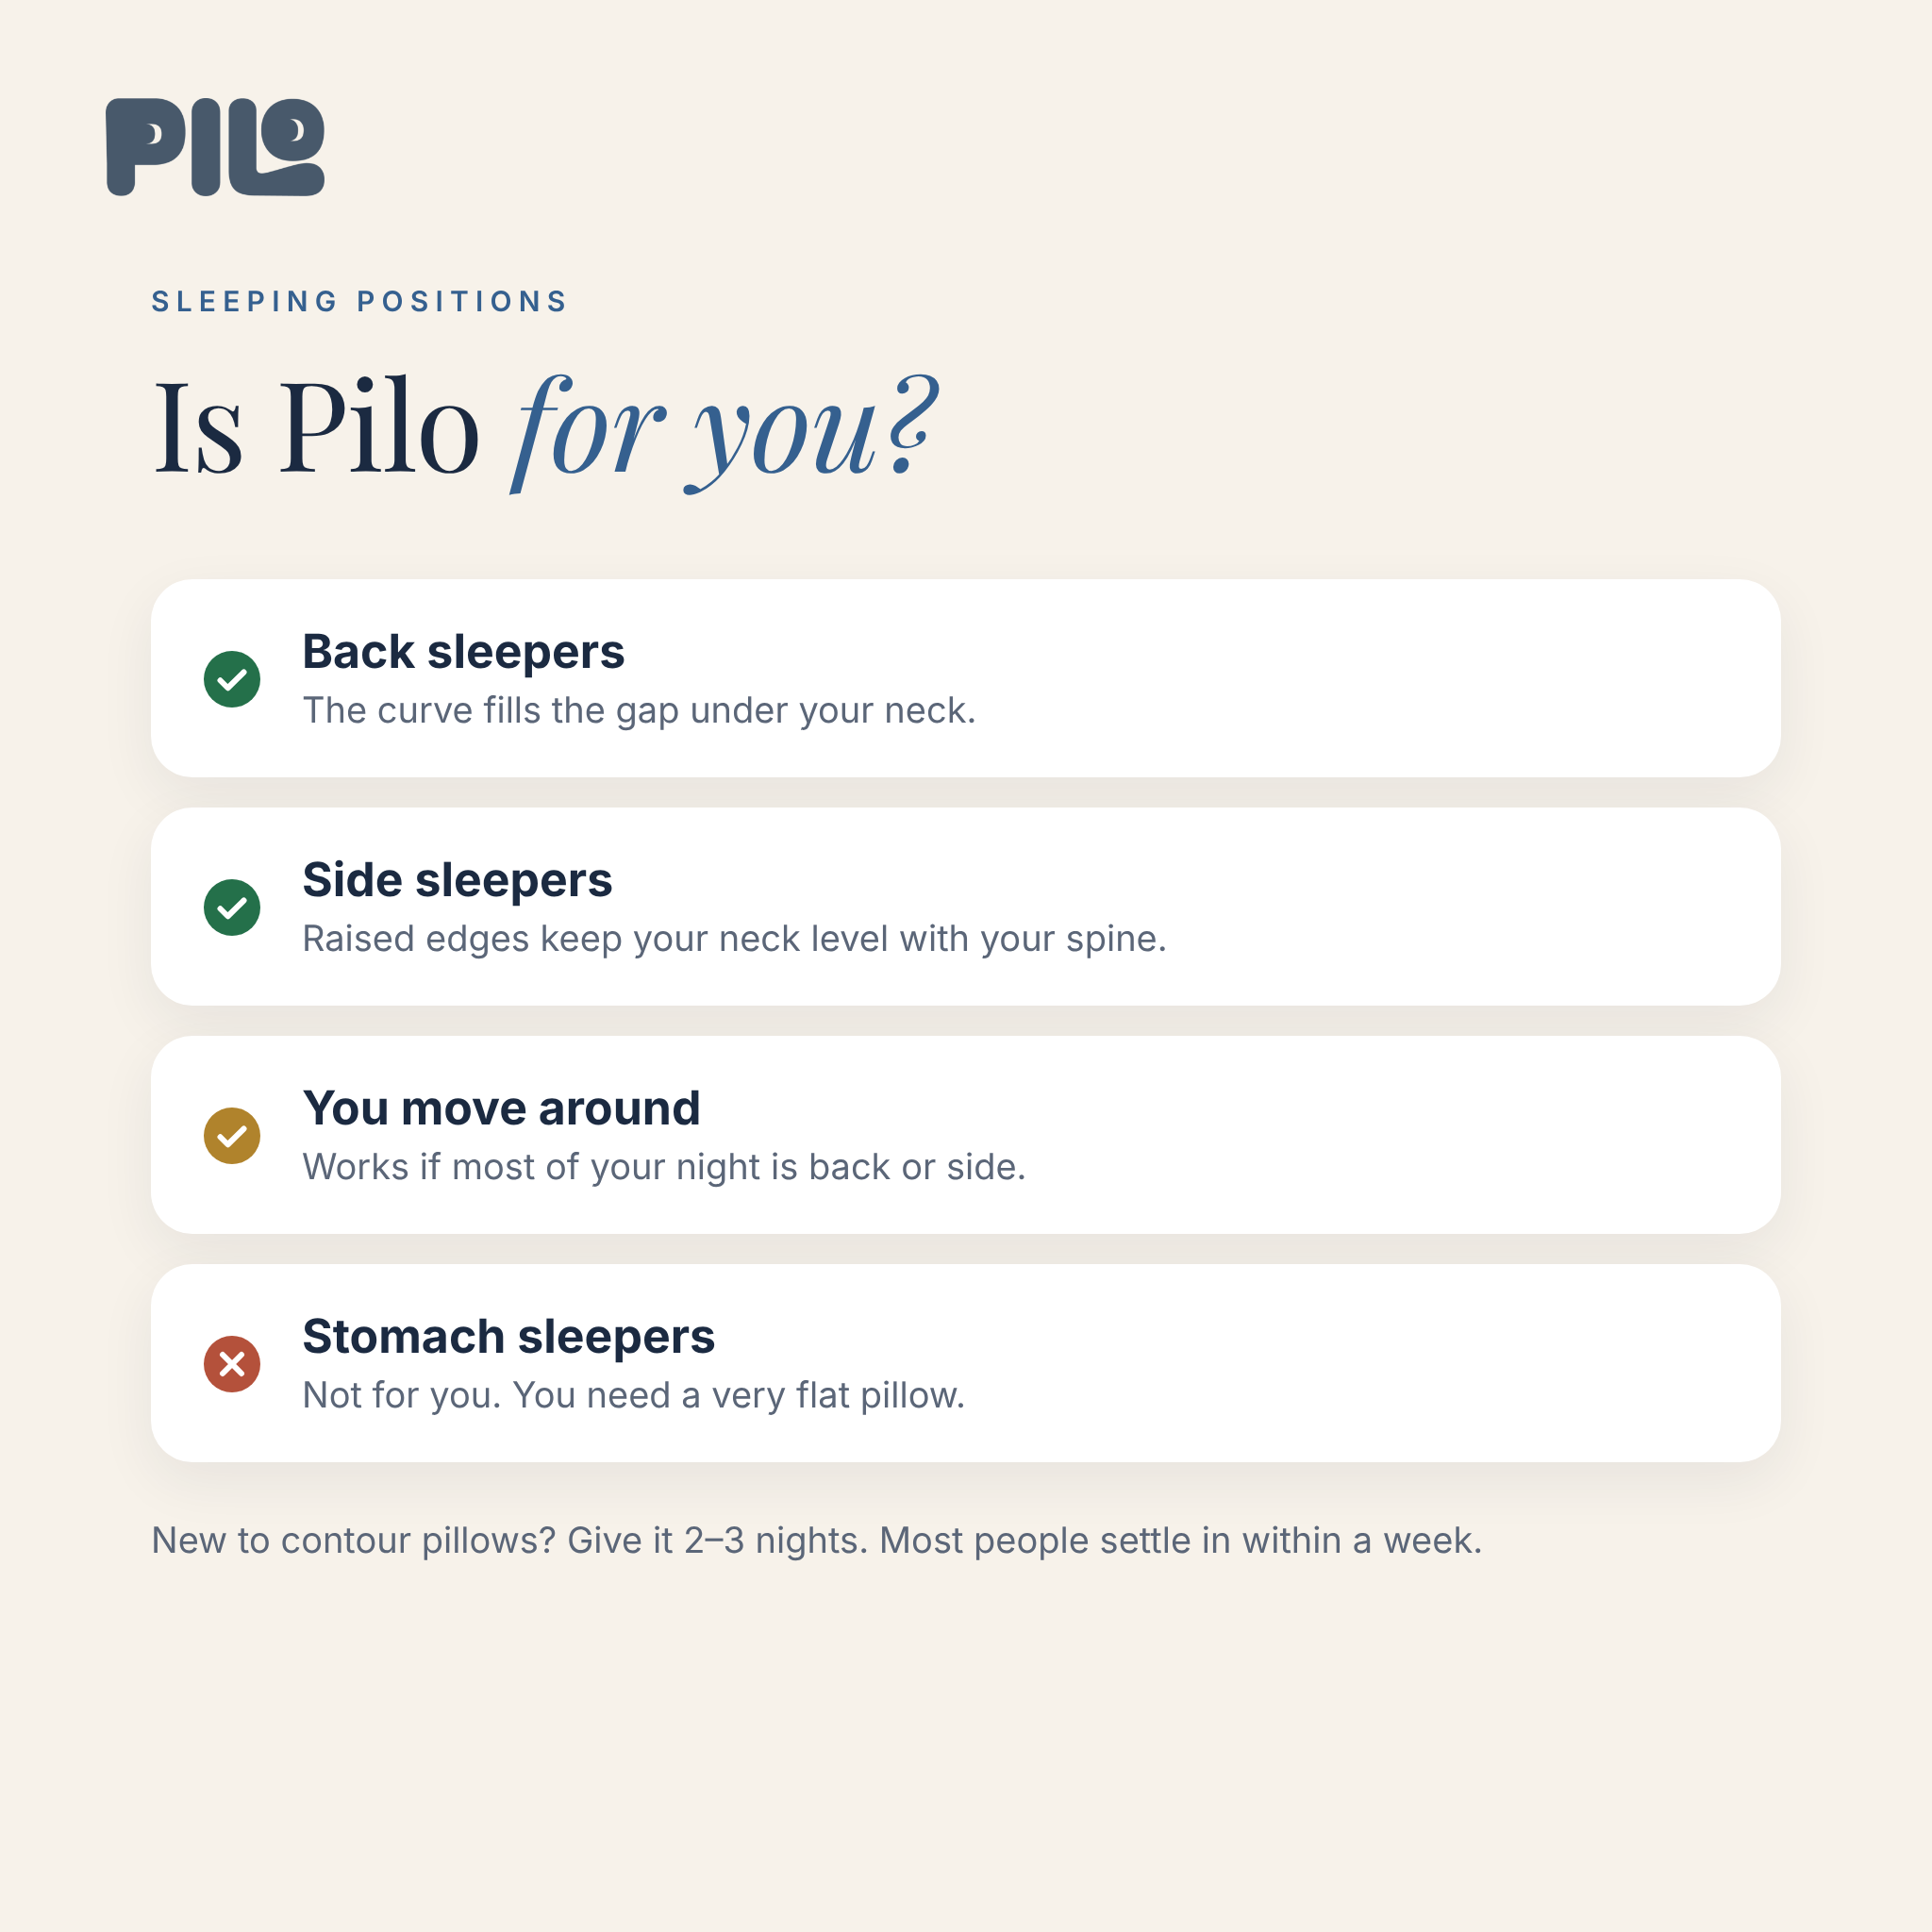 PILO
SLEEPING POSITIONS
Is Pilo for you?
Back sleepers
The curve fills the gap under your neck.
Side sleepers
Raised edges keep your neck level with your spine.
You move around
Works if most of your night is back or side.
Stomach sleepers
Not for you. You need a very flat pillow.
New to contour pillows? Give it 2–3 nights. Most people settle in within a week.